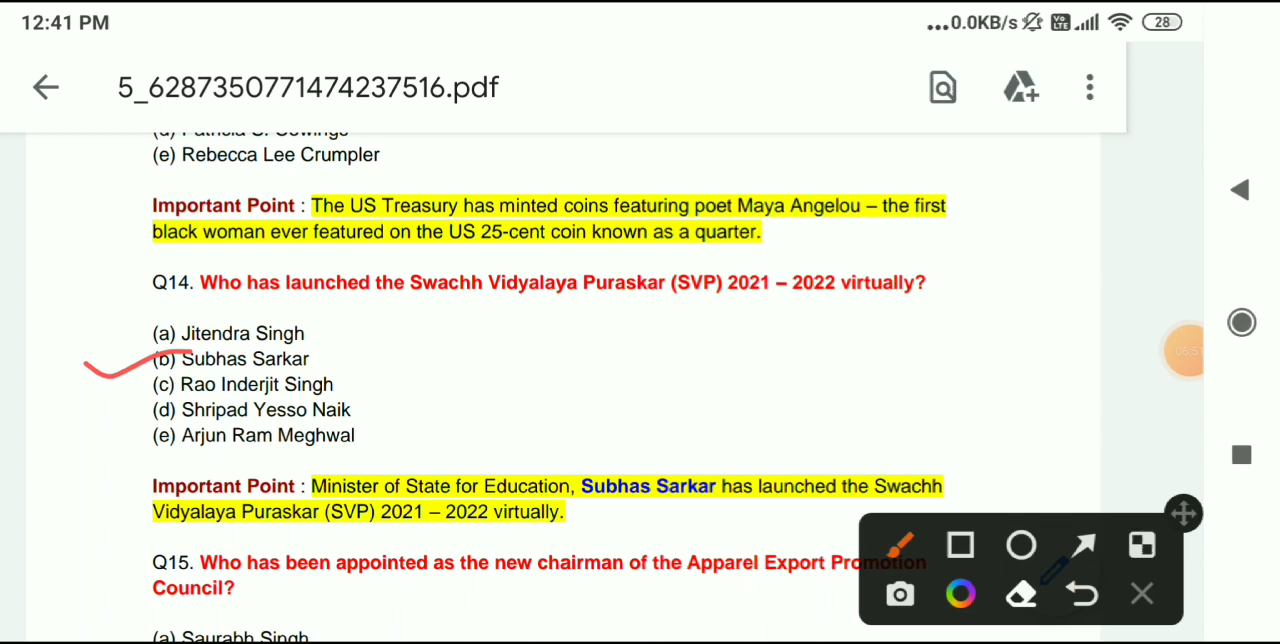 12:41 PM
...0.0KB/s Vo LTE 28
5_6287350771474237516.pdf
(e) Rebecca Lee Crumpler
Important Point : The US Treasury has minted coins featuring poet Maya Angelou – the first
black woman ever featured on the US 25-cent coin known as a quarter.
Q14. Who has launched the Swachh Vidyalaya Puraskar (SVP) 2021 – 2022 virtually?
(a) Jitendra Singh
(b) Subhas Sarkar
(c) Rao Inderjit Singh
(d) Shripad Yesso Naik
(e) Arjun Ram Meghwal
Important Point : Minister of State for Education, Subhas Sarkar has launched the Swachh
Vidyalaya Puraskar (SVP) 2021 – 2022 virtually.
Q15. Who has been appointed as the new chairman of the Apparel Export Promotion
Council?
(a) Saurabh Singh